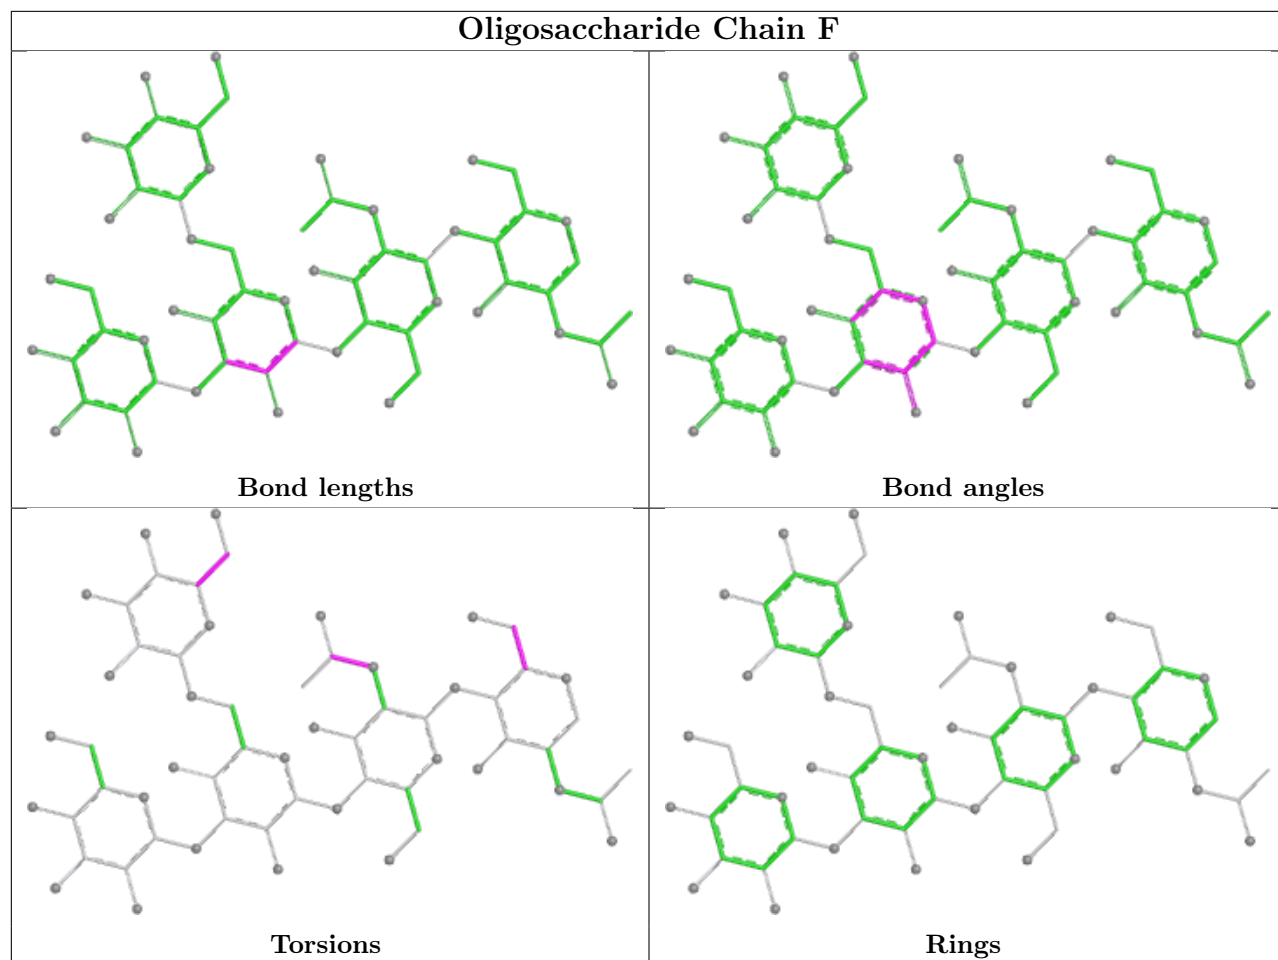 Oligosaccharide Chain F
Bond lengths
Bond angles
Torsions
Rings